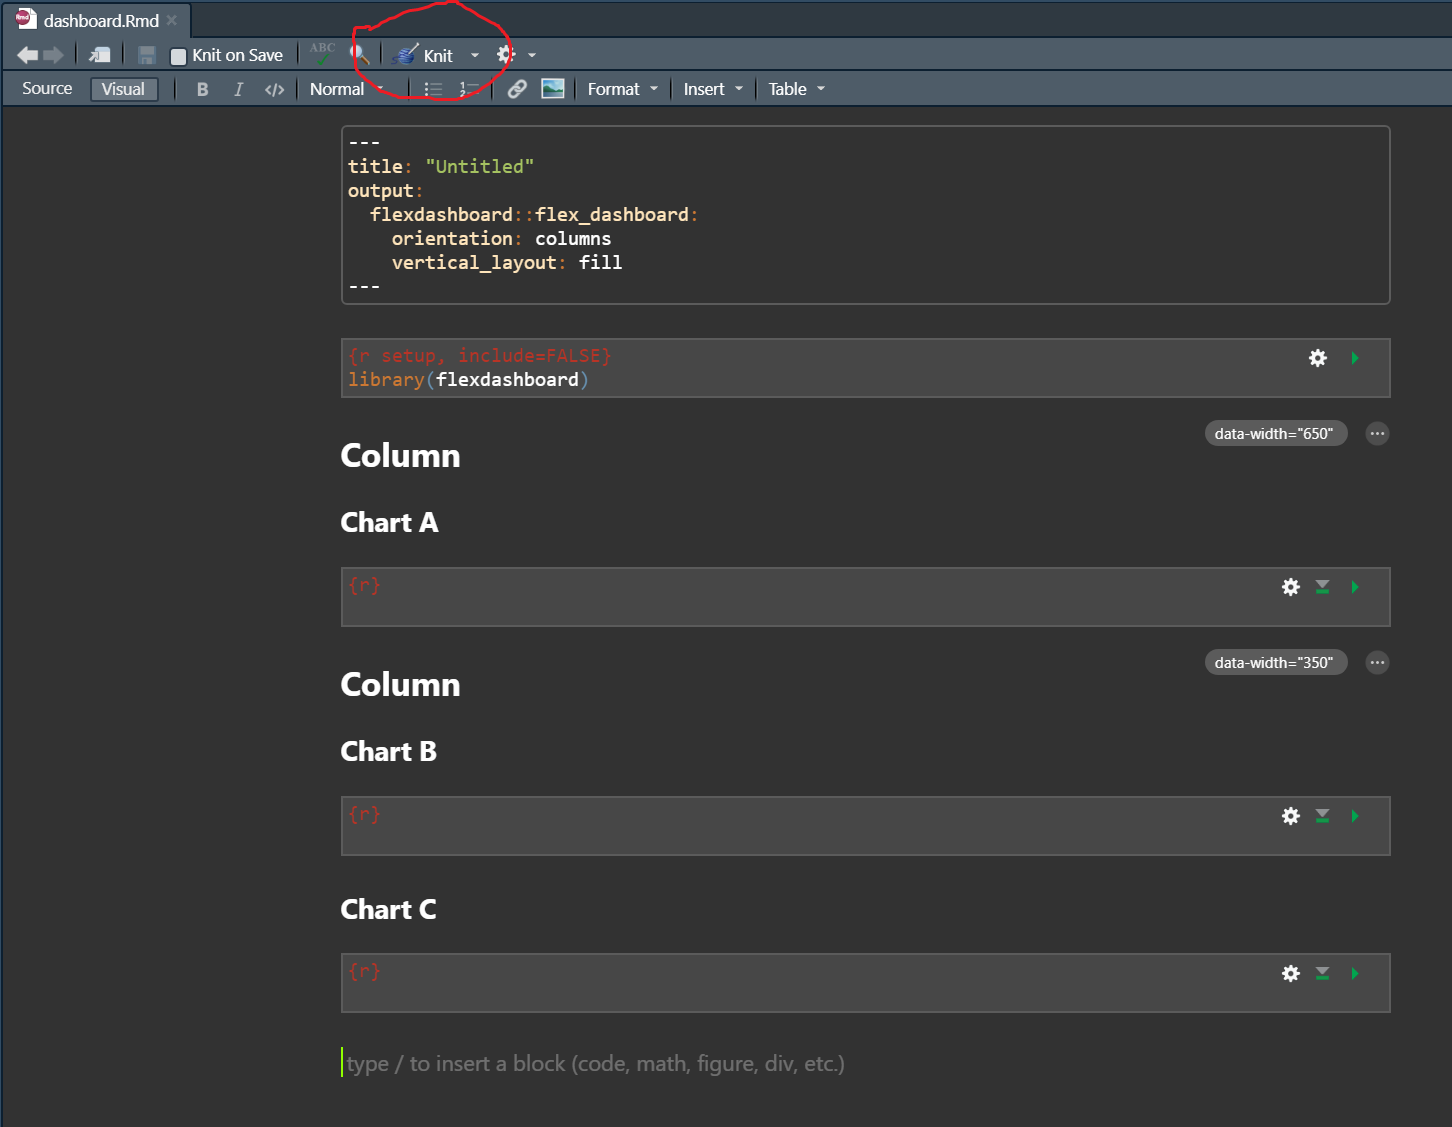 dashboard.Rmd
Knit on Save ABC Knit
Source Visual B I </> Normal Format Insert Table
---
title: "Untitled"
output:
  flexdashboard::flex_dashboard:
    orientation: columns
    vertical_layout: fill
---
{r setup, include=FALSE}
library(flexdashboard)
data-width="650"
Column
Chart A
{r}
data-width="350"
Column
Chart B
{r}
Chart C
{r}
type / to insert a block (code, math, figure, div, etc.)